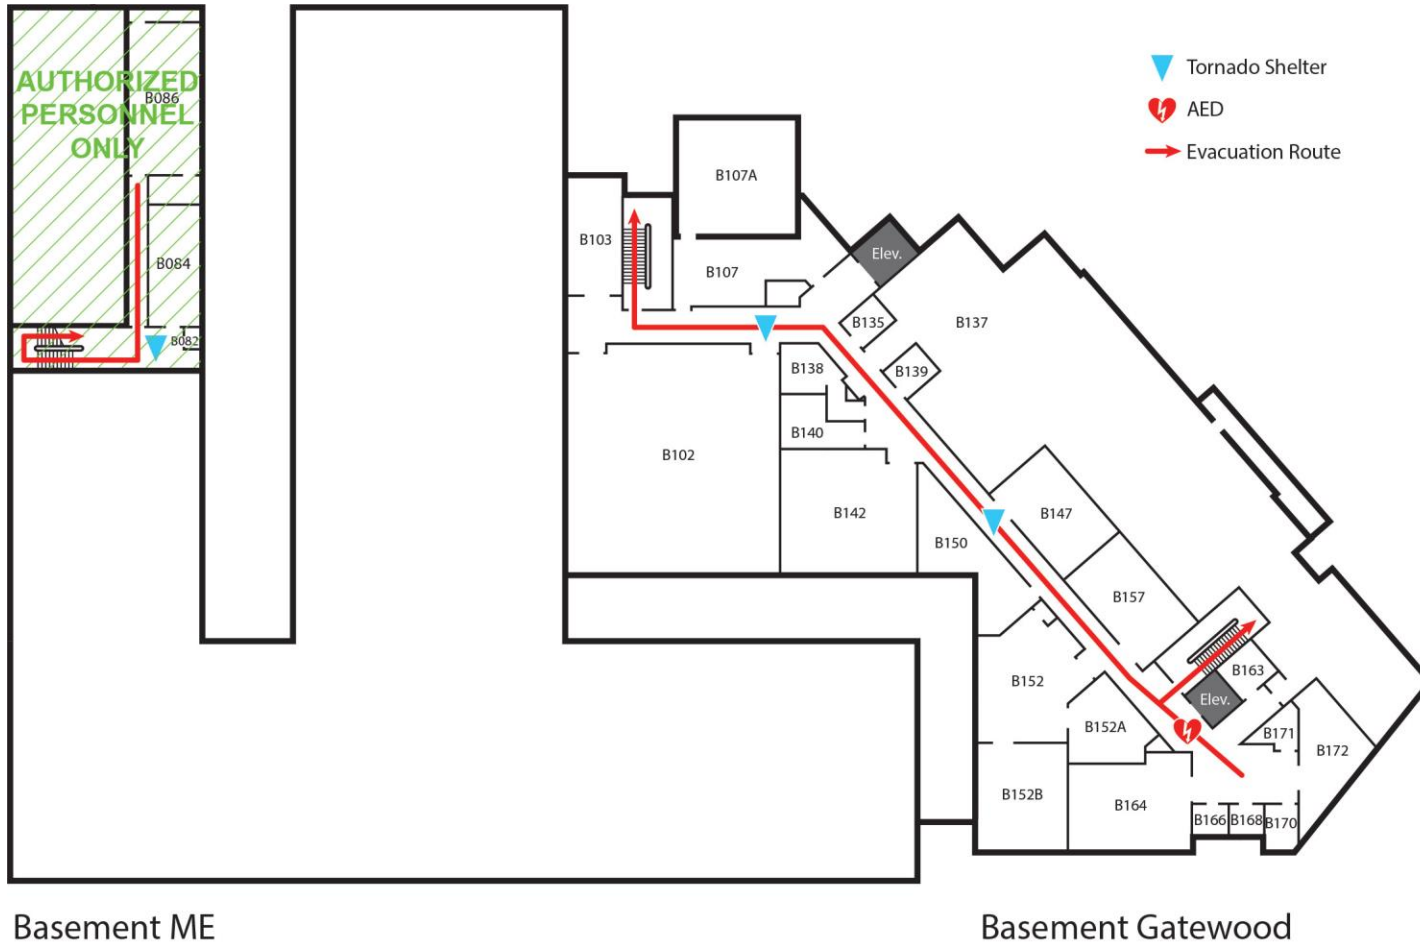 Tornado Shelter
AED
Evacuation Route
AUTHORIZED
PERSONNEL
ONLY
B086
B084
B082
B107A
B103
B107
Elev.
B135
B137
B138
B139
B140
B102
B142
B147
B150
B157
B152
B163
Elev.
B152A
B171
B172
B152B
B164
B166
B168
B170
Basement ME
Basement Gatewood